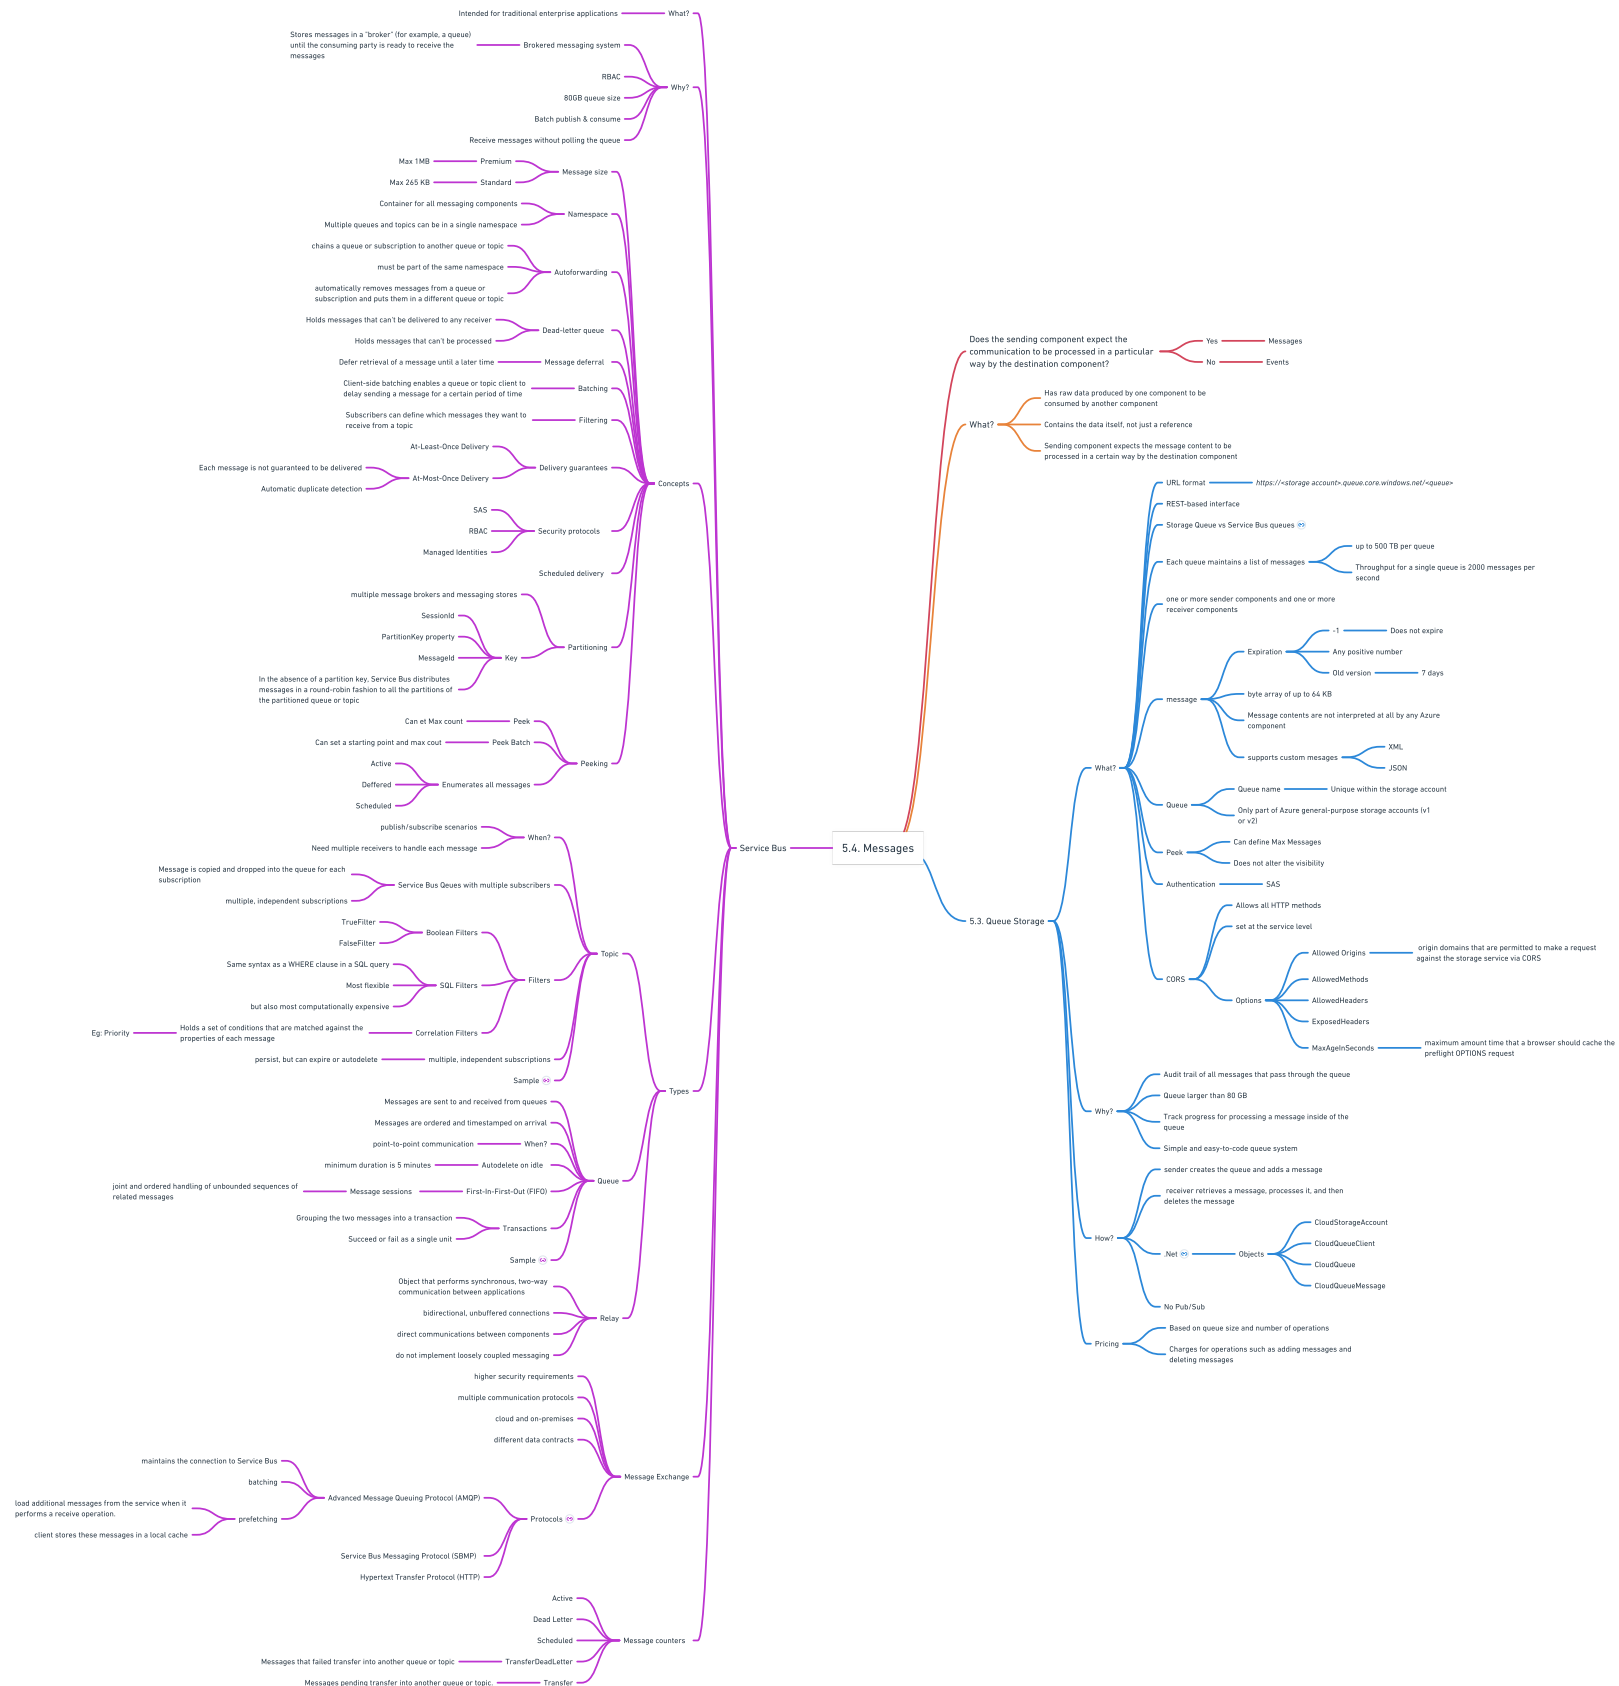 5.4. Messages
Does the sending component expect the
communication to be processed in a particular
way by the destination component?
Yes
Messages
No
Events
What?
Has raw data produced by one component to be
consumed by another component
Contains the data itself, not just a reference
Sending component expects the message content to be
processed in a certain way by the destination component
5.3. Queue Storage
What?
URL format
https://<storage account>.queue.core.windows.net/<queue>
REST-based interface
Storage Queue vs Service Bus queues
Each queue maintains a list of messages
up to 500 TB per queue
Throughput for a single queue is 2000 messages per
second
one or more sender components and one or more
receiver components
message
Expiration
-1
Does not expire
Any positive number
Old version
7 days
byte array of up to 64 KB
Message contents are not interpreted at all by any Azure
component
supports custom mesages
XML
JSON
Queue
Queue name
Unique within the storage account
Only part of Azure general-purpose storage accounts (v1
or v2)
Peek
Can define Max Messages
Does not alter the visibility
Authentication
SAS
CORS
Allows all HTTP methods
set at the service level
Options
Allowed Origins
origin domains that are permitted to make a request
against the storage service via CORS
AllowedMethods
AllowedHeaders
ExposedHeaders
MaxAgeInSeconds
maximum amount time that a browser should cache the
preflight OPTIONS request
Why?
Audit trail of all messages that pass through the queue
Queue larger than 80 GB
Track progress for processing a message inside of the
queue
Simple and easy-to-code queue system
How?
sender creates the queue and adds a message
receiver retrieves a message, processes it, and then
deletes the message
.Net
Objects
CloudStorageAccount
CloudQueueClient
CloudQueue
CloudQueueMessage
No Pub/Sub
Pricing
Based on queue size and number of operations
Charges for operations such as adding messages and
deleting messages
Service Bus
What?
Intended for traditional enterprise applications
Why?
Brokered messaging system
Stores messages in a "broker" (for example, a queue)
until the consuming party is ready to receive the
messages
RBAC
80GB queue size
Batch publish & consume
Receive messages without polling the queue
Concepts
Message size
Premium
Max 1MB
Standard
Max 265 KB
Namespace
Container for all messaging components
Multiple queues and topics can be in a single namespace
Autoforwarding
chains a queue or subscription to another queue or topic
must be part of the same namespace
automatically removes messages from a queue or
subscription and puts them in a different queue or topic
Dead-letter queue
Holds messages that can't be delivered to any receiver
Holds messages that can't be processed
Message deferral
Defer retrieval of a message until a later time
Batching
Client-side batching enables a queue or topic client to
delay sending a message for a certain period of time
Filtering
Subscribers can define which messages they want to
receive from a topic
Delivery guarantees
At-Least-Once Delivery
At-Most-Once Delivery
Each message is not guaranteed to be delivered
Automatic duplicate detection
Security protocols
SAS
RBAC
Managed Identities
Scheduled delivery
Partitioning
multiple message brokers and messaging stores
Key
SessionId
PartitionKey property
MessageId
In the absence of a partition key, Service Bus distributes
messages in a round-robin fashion to all the partitions of
the partitioned queue or topic
Peeking
Peek
Can et Max count
Peek Batch
Can set a starting point and max cout
Enumerates all messages
Active
Deffered
Scheduled
Types
Topic
When?
publish/subscribe scenarios
Need multiple receivers to handle each message
Service Bus Qeues with multiple subscribers
Message is copied and dropped into the queue for each
subscription
multiple, independent subscriptions
Filters
Boolean Filters
TrueFilter
FalseFilter
SQL Filters
Same syntax as a WHERE clause in a SQL query
Most flexible
but also most computationally expensive
Correlation Filters
Holds a set of conditions that are matched against the
properties of each message
Eg: Priority
multiple, independent subscriptions
persist, but can expire or autodelete
Sample
Queue
Messages are sent to and received from queues
Messages are ordered and timestamped on arrival
When?
point-to-point communication
Autodelete on idle
minimum duration is 5 minutes
First-In-First-Out (FIFO)
Message sessions
joint and ordered handling of unbounded sequences of
related messages
Transactions
Grouping the two messages into a transaction
Succeed or fail as a single unit
Sample
Relay
Object that performs synchronous, two-way
communication between applications
bidirectional, unbuffered connections
direct communications between components
do not implement loosely coupled messaging
Message Exchange
higher security requirements
multiple communication protocols
cloud and on-premises
different data contracts
Protocols
Advanced Message Queuing Protocol (AMQP)
maintains the connection to Service Bus
batching
prefetching
load additional messages from the service when it
performs a receive operation.
client stores these messages in a local cache
Service Bus Messaging Protocol (SBMP)
Hypertext Transfer Protocol (HTTP)
Message counters
Active
Dead Letter
Scheduled
TransferDeadLetter
Messages that failed transfer into another queue or topic
Transfer
Messages pending transfer into another queue or topic.